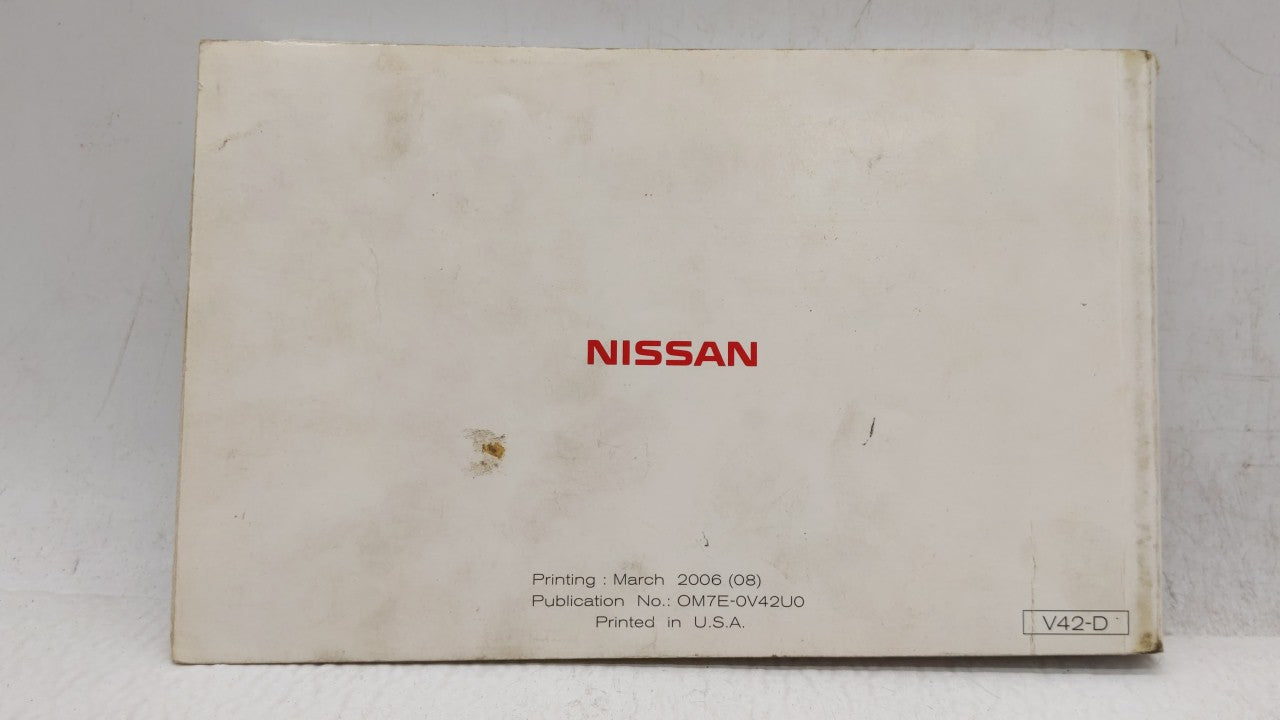 NISSAN
Printing : March 2006 (08)
Publication No.: OM7E-0V42U0
Printed in U.S.A.
V42-D